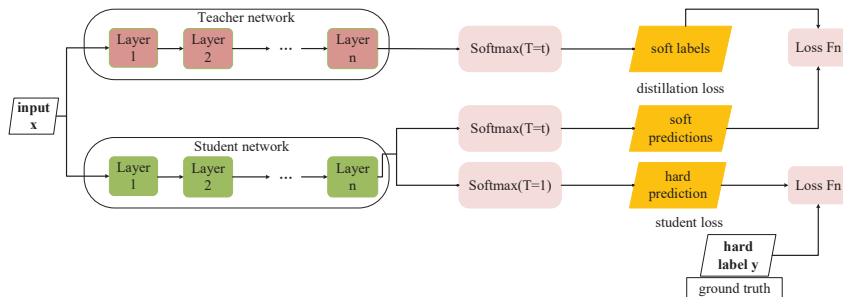 Teacher network
Layer
1
Layer
2
...
Layer
n
Softmax(T=t)
soft labels
Loss Fn
distillation loss
input
x
Student network
Layer
1
Layer
2
...
Layer
n
Softmax(T=t)
soft
predictions
Softmax(T=1)
hard
prediction
Loss Fn
student loss
hard
label y
ground truth